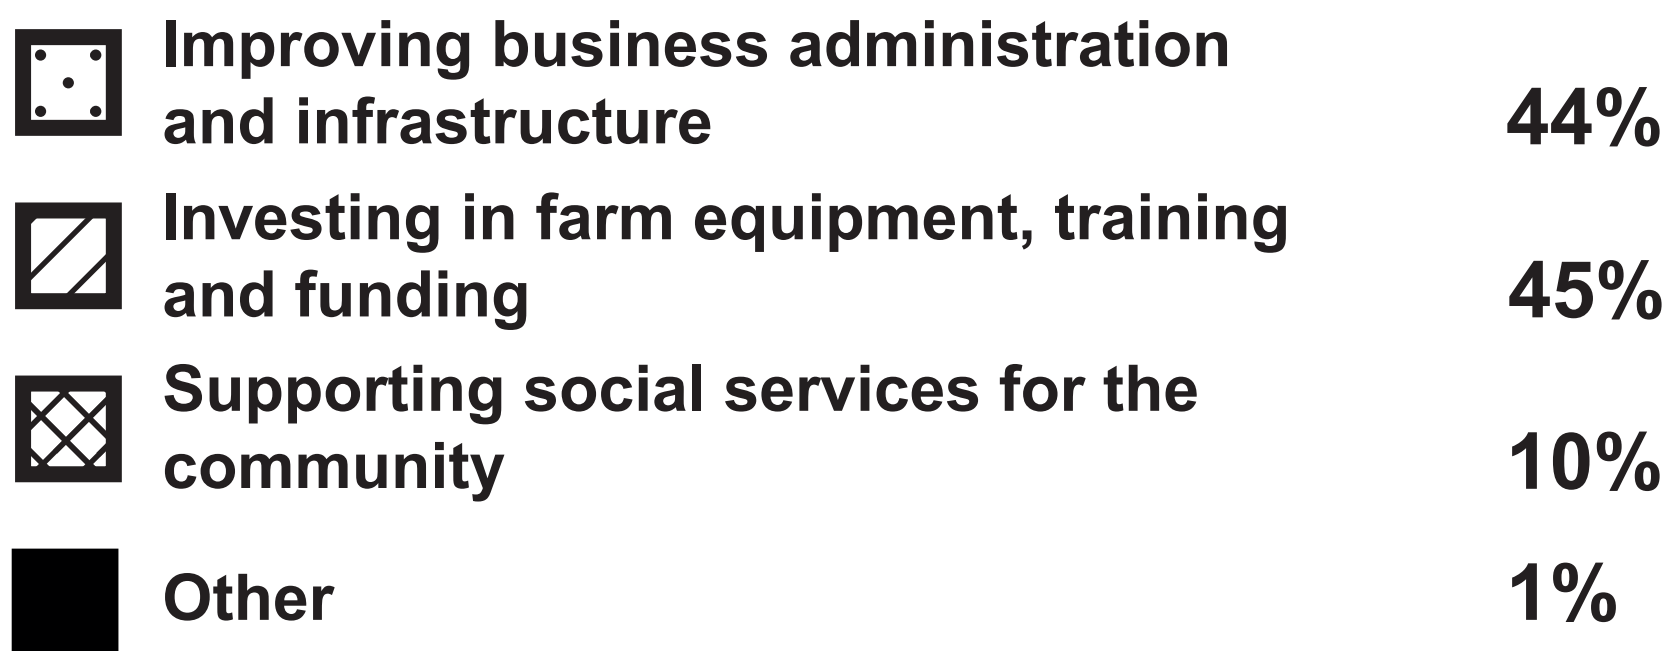 Improving business administration
and infrastructure 44%
Investing in farm equipment, training
and funding 45%
Supporting social services for the
community 10%
Other 1%